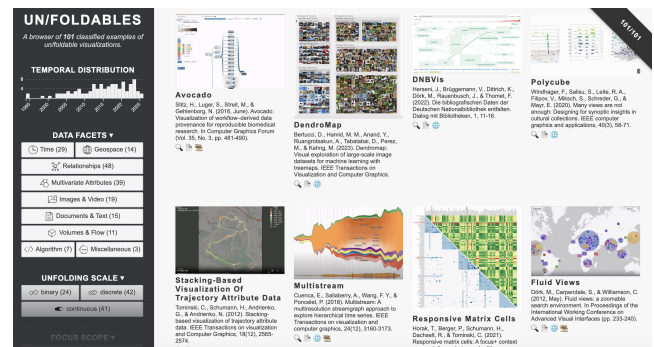 UN/FOLDABLES
A browser of 101 classified examples of
un/foldable visualizations.
TEMPORAL DISTRIBUTION
8
4
1995
2000
2005
2010
2015
2020
2025
DATA FACETS ▾
Time (29)
Geospace (14)
Relationships (48)
Multivariate Attributes (39)
Images & Video (19)
Documents & Text (15)
Volumes & Flow (11)
Algorithm (7)
Miscellaneous (3)
UNFOLDING SCALE ▾
binary (24)
discrete (42)
continuous (41)
FOCUS SCOPE ▾
Avocado
Stitz, H., Luger, S., Streit, M., &
Gehlenborg, N. (2016, June). Avocado:
Visualization of workflow–derived data
provenance for reproducible biomedical
research. In Computer Graphics Forum
(Vol. 35, No. 3, pp. 481-490).
DendroMap
Bertucci, D., Hamid, M. M., Anand, Y.,
Ruangrotsakun, A., Tabatabai, D., Perez,
M., & Kahng, M. (2023). Dendromap:
Visual exploration of large-scale image
datasets for machine learning with
treemaps. IEEE Transactions on
Visualization and Computer Graphics.
DNBVis
Herseni, J., Brüggemann, V., Dittrich, K.,
Dörk, M., Rauenbusch, J., & Thomet, F.
(2022). Die bibliografischen Daten der
Deutschen Nationalbibliothek entfalten.
Dialog mit Bibliotheken, 1, 11-16.
Polycube
Windhager, F., Salisu, S., Leite, R. A.,
Filipov, V., Miksch, S., Schreder, G., &
Mayr, E. (2020). Many views are not
enough: Designing for synoptic insights in
cultural collections. IEEE computer
graphics and applications, 40(3), 58-71.
101/101
Stacking-Based
Visualization Of
Trajectory Attribute Data
Tominski, C., Schumann, H., Andrienko,
G., & Andrienko, N. (2012). Stacking-
based visualization of trajectory attribute
data. IEEE Transactions on visualization
and Computer Graphics, 18(12), 2565-
2574.
Multistream
Cuenca, E., Sallaberry, A., Wang, F. Y., &
Poncelet, P. (2018). Multistream: A
multiresolution streamgraph approach to
explore hierarchical time series. IEEE
Transactions on visualization and
computer graphics, 24(12), 3160-3173.
Responsive Matrix Cells
Horak, T., Berger, P., Schumann, H.,
Dachselt, R., & Tominski, C. (2021).
Responsive matrix cells: A focus+context
Fluid Views
Dörk, M., Carpendale, S., & Williamson, C.
(2012, May). Fluid views: a zoomable
search environment. In Proceedings of the
International Working Conference on
Advanced Visual Interfaces (pp. 233-240).